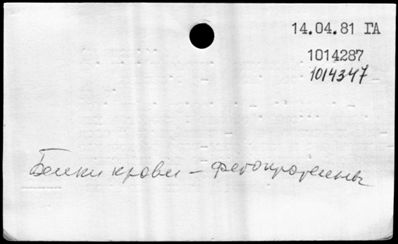 14.04.81 ГА
1014287
1014347
Белки крови - фетопротеины